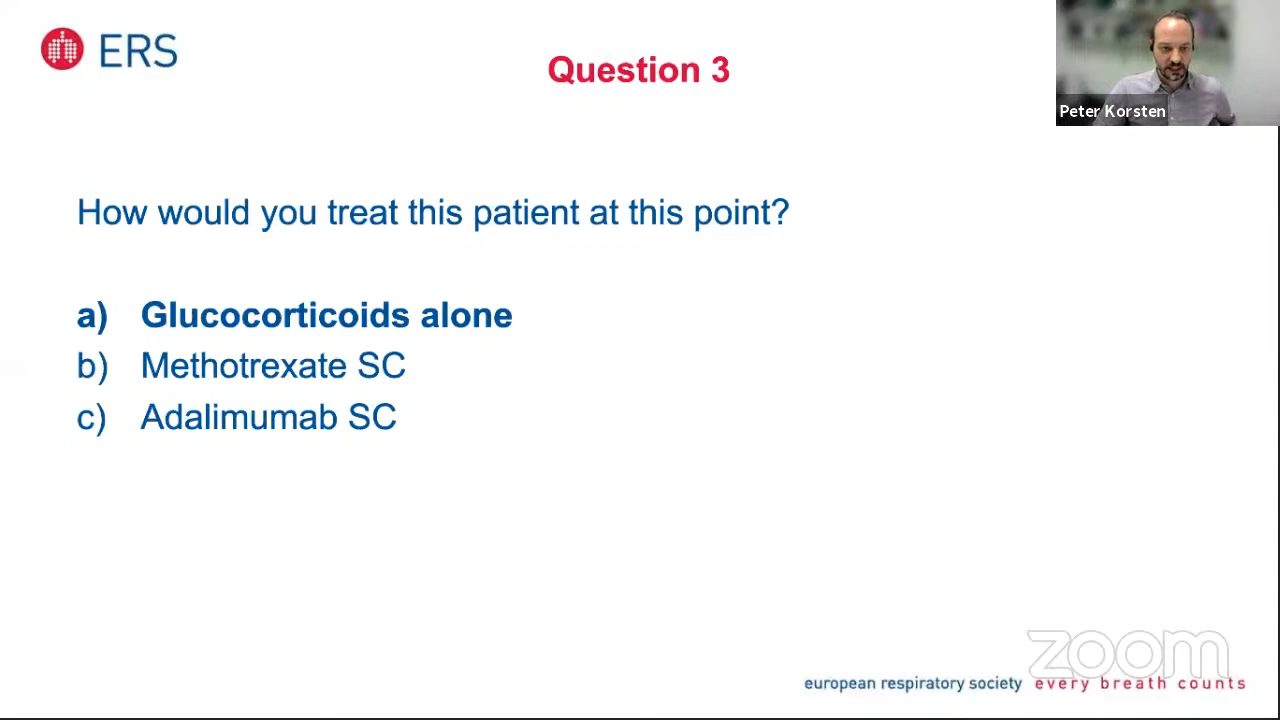 ERS
Question 3
Peter Korsten
How would you treat this patient at this point?
a) Glucocorticoids alone
b) Methotrexate SC
c) Adalimumab SC
zoom
european respiratory society every breath counts